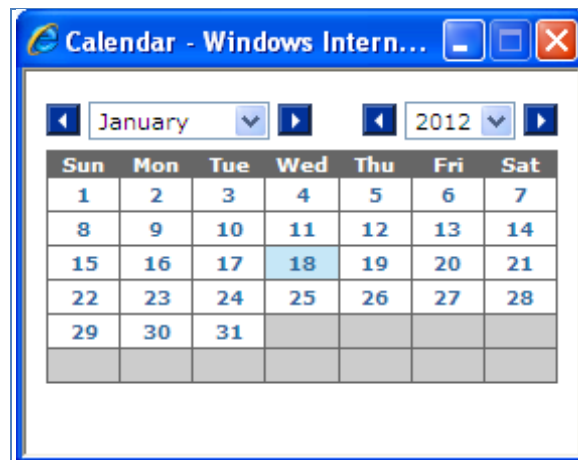 Calendar - Windows Intern...
January 2012
Sun Mon Tue Wed Thu Fri Sat
1 2 3 4 5 6 7
8 9 10 11 12 13 14
15 16 17 18 19 20 21
22 23 24 25 26 27 28
29 30 31